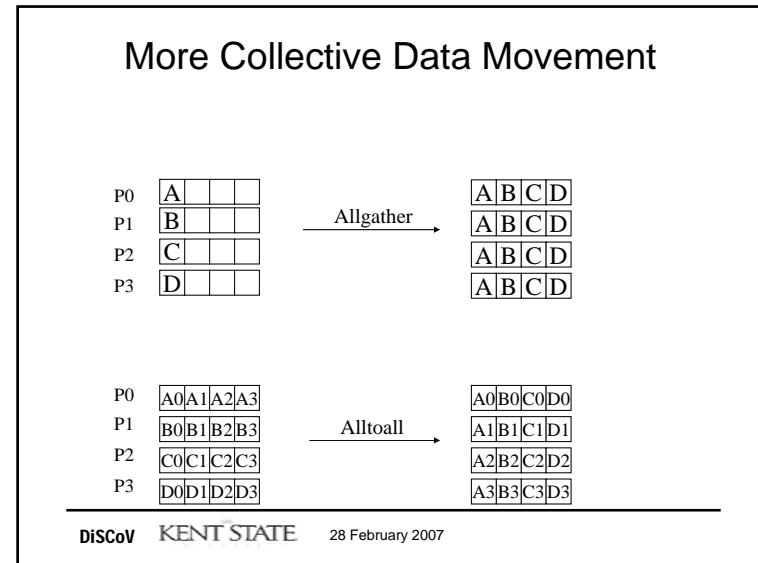 More Collective Data Movement
P0 A A B C D
P1 B Allgather A B C D
P2 C A B C D
P3 D A B C D
P0 A0 A1 A2 A3 A0 B0 C0 D0
P1 B0 B1 B2 B3 Alltoall A1 B1 C1 D1
P2 C0 C1 C2 C3 A2 B2 C2 D2
P3 D0 D1 D2 D3 A3 B3 C3 D3
DiSCoV KENT STATE 28 February 2007